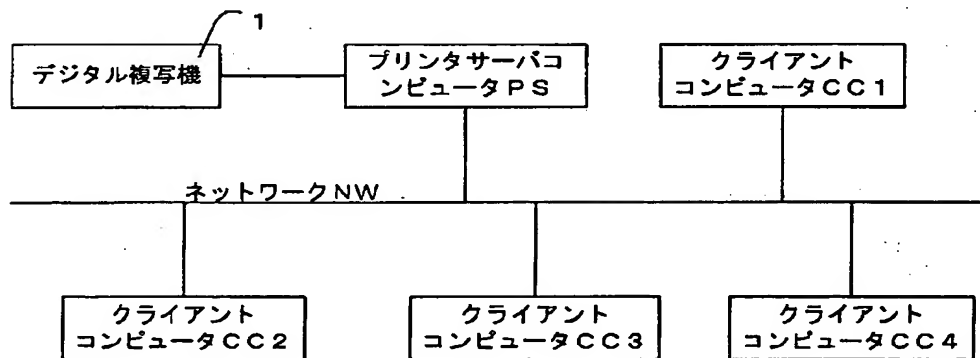 1
デジタル複写機
プリンタサーバコ
ンピュータPS
クライアント
コンピュータCC1
ネットワークNW
クライアント
コンピュータCC2
クライアント
コンピュータCC3
クライアント
コンピュータCC4